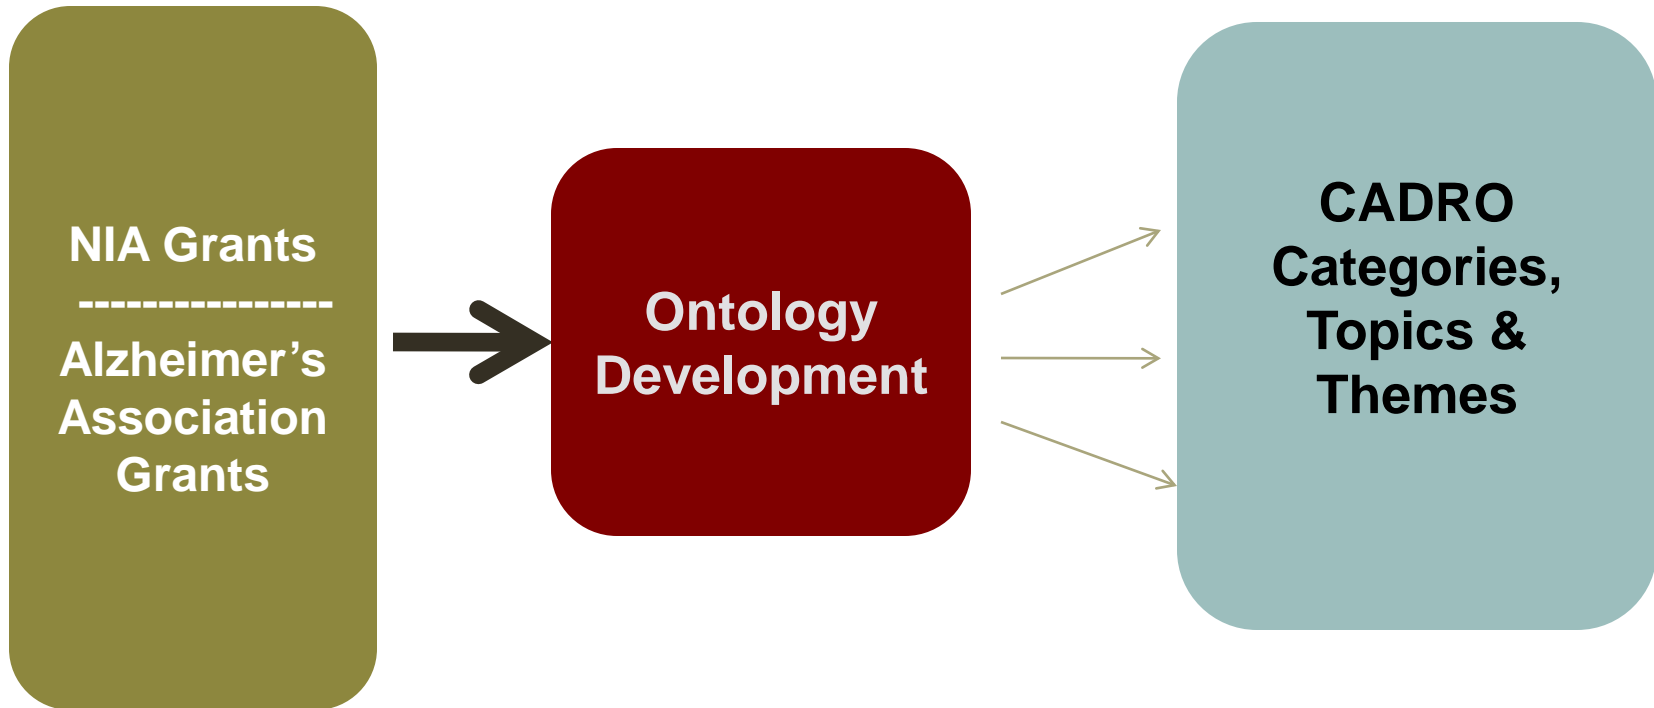 NIA Grants
----------------
Alzheimer’s
Association
Grants
Ontology
Development
CADRO
Categories,
Topics &
Themes